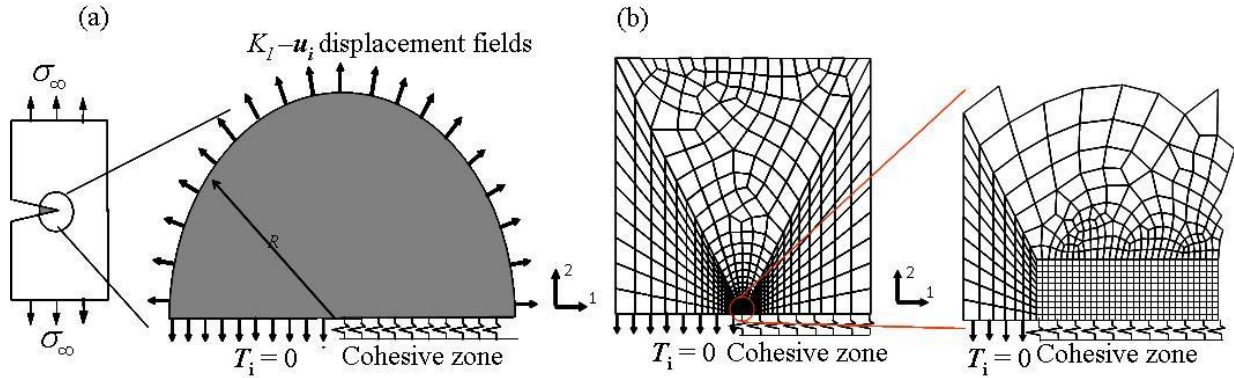 (a)
K_I – u_i displacement fields
σ_∞
R
2
1
σ_∞
T_i = 0
Cohesive zone
(b)
2
1
T_i = 0 Cohesive zone
T_i = 0 Cohesive zone